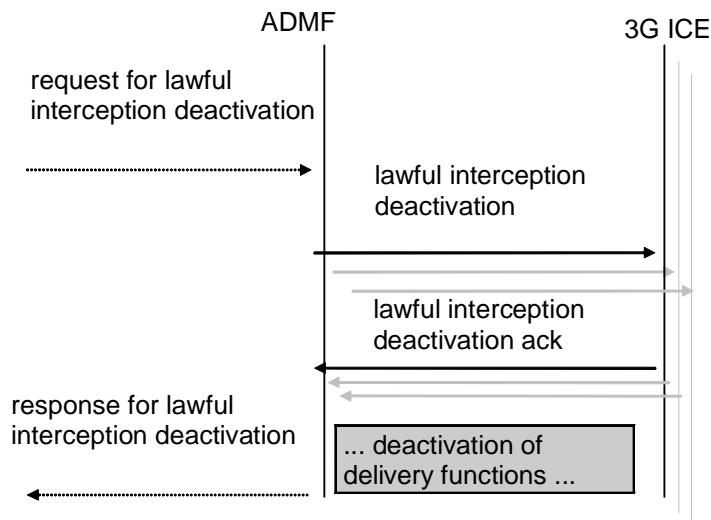 ADMF
3G ICE
request for lawful
interception deactivation
lawful interception
deactivation
lawful interception
deactivation ack
response for lawful
interception deactivation
... deactivation of
delivery functions ...